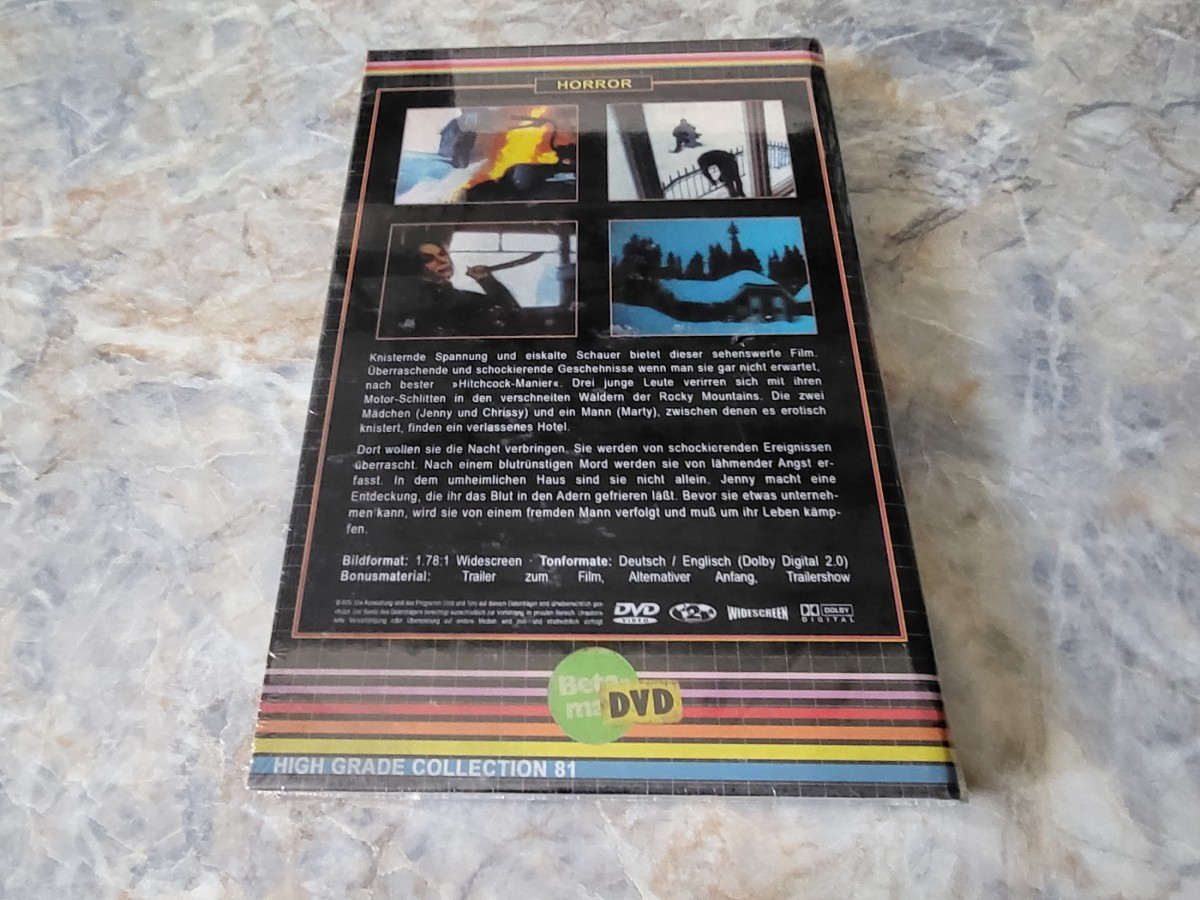 HORROR
Knisternde Spannung und eiskalte Schauer bietet dieser sehenswerte Film.
Überraschende und schockierende Geschehnisse wenn man sie gar nicht erwartet,
nach bester »Hitchcock-Manier«. Drei junge Leute verirren sich mit ihren
Motor-Schlitten in den verschneiten Wäldern der Rocky Mountains. Die zwei
Mädchen (Jenny und Chrissy) und ein Mann (Marty), zwischen denen es erotisch
knistert, finden ein verlassenes Hotel.
Dort wollen sie die Nacht verbringen. Sie werden von schockierenden Ereignissen
überrascht. Nach einem blutrünstigen Mord werden sie von lähmender Angst er-
fasst. In dem umheimlichen Haus sind sie nicht allein. Jenny macht eine
Entdeckung, die ihr das Blut in den Adern gefrieren läßt. Bevor sie etwas unterneh-
men kann, wird sie von einem fremden Mann verfolgt und muß um ihr Leben kämp-
fen.
Bildformat: 1.78:1 Widescreen · Tonformate: Deutsch / Englisch (Dolby Digital 2.0)
Bonusmaterial: Trailer zum Film, Alternativer Anfang, Trailershow
DVD VIDEO 2 WIDESCREEN DOLBY DIGITAL
Beta-
DVD
HIGH GRADE COLLECTION 81